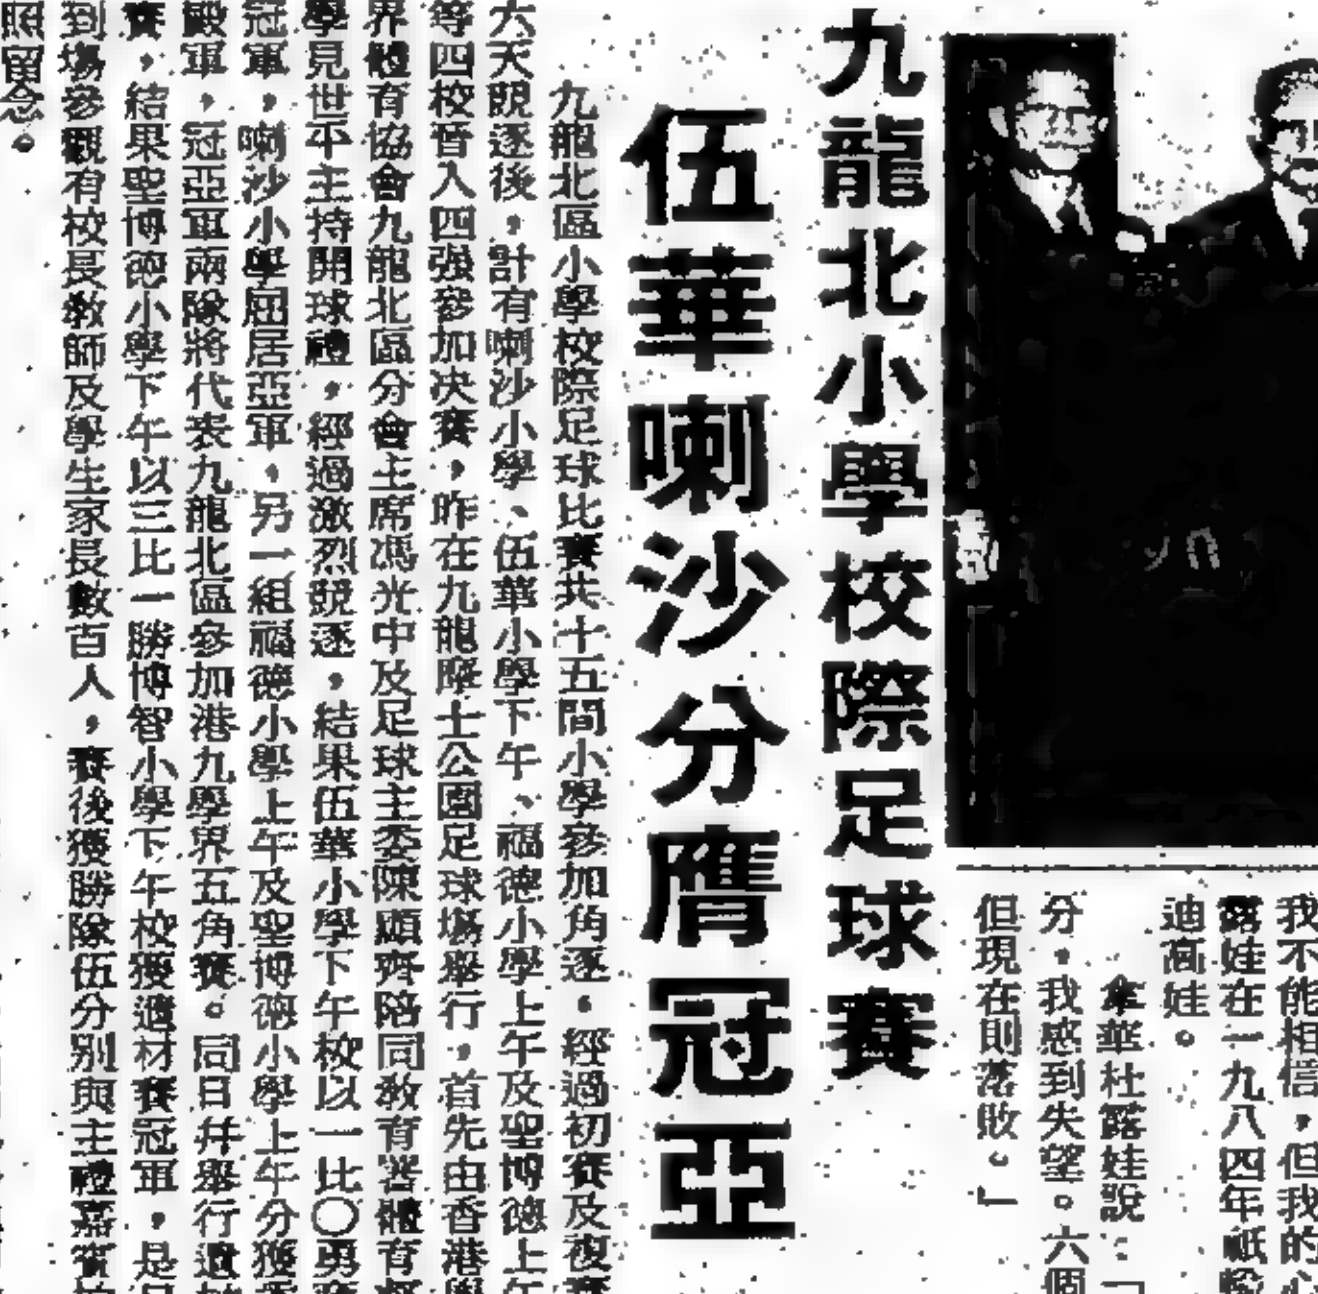 九龍北小學校際足球賽
伍華喇沙分膺冠亞
九龍北區小學校際足球比賽共十五間小學參加角逐。經過初賽及複賽
六天競逐後，計有喇沙小學、伍華小學下午、福德小學上午及聖博德上午
等四校晉入四强參加决賽，昨在九龍摩士公園足球塲舉行，首先由香港學
界體育協會九龍北區分會主席馮光中及足球主委陳頤齊陪同教育署體育
學見世平主持開球禮，經過激烈競逐，結果伍華小學下午校以一比〇勇奪
冠軍，喇沙小學屈居亞軍，另一組福德小學上午及聖博德小學上午分獲
殿軍，冠亞軍兩隊將代表九龍北區參加港九學界五角賽。同日幷舉行遺材
賽，結果聖博德小學下午以三比一勝博智小學下午校獲遺材賽冠軍，是
到塲參觀有校長教師及學生家長數百人，賽後獲勝隊伍分别與主禮嘉賓
照留念。
我不能相信，但我的心
露娃在一九八四年祇輸
迪高娃。
拿華杜露娃說：「
分，我感到失望。六個
但現在則落敗。」